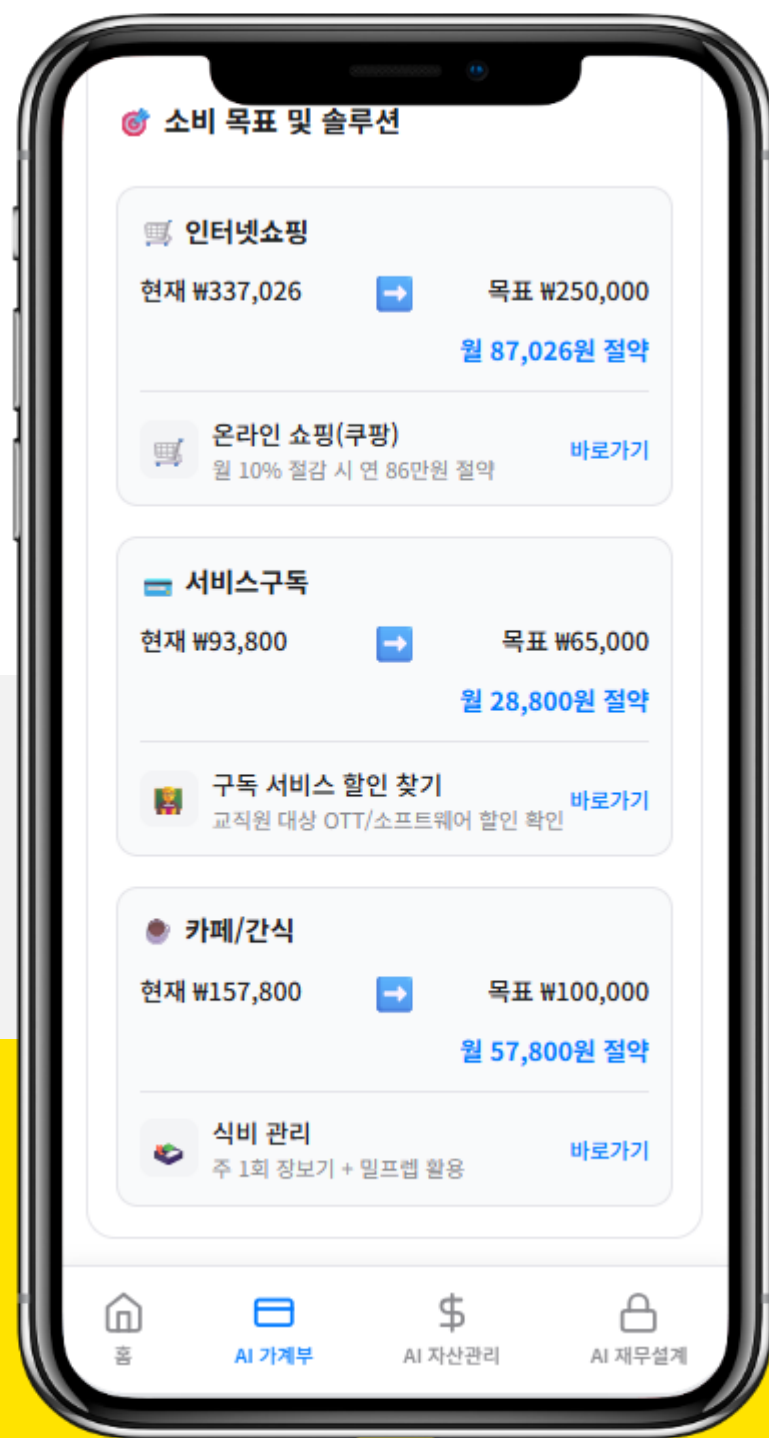 소비 목표 및 솔루션
인터넷쇼핑
현재 ₩337,026 목표 ₩250,000
월 87,026원 절약
온라인 쇼핑(쿠팡)
월 10% 절감 시 연 86만원 절약
바로가기
서비스구독
현재 ₩93,800 목표 ₩65,000
월 28,800원 절약
구독 서비스 할인 찾기
교직원 대상 OTT/소프트웨어 할인 확인
바로가기
카페/간식
현재 ₩157,800 목표 ₩100,000
월 57,800원 절약
식비 관리
주 1회 장보기 + 밀프렙 활용
바로가기
홈 AI 가계부 AI 자산관리 AI 재무설계